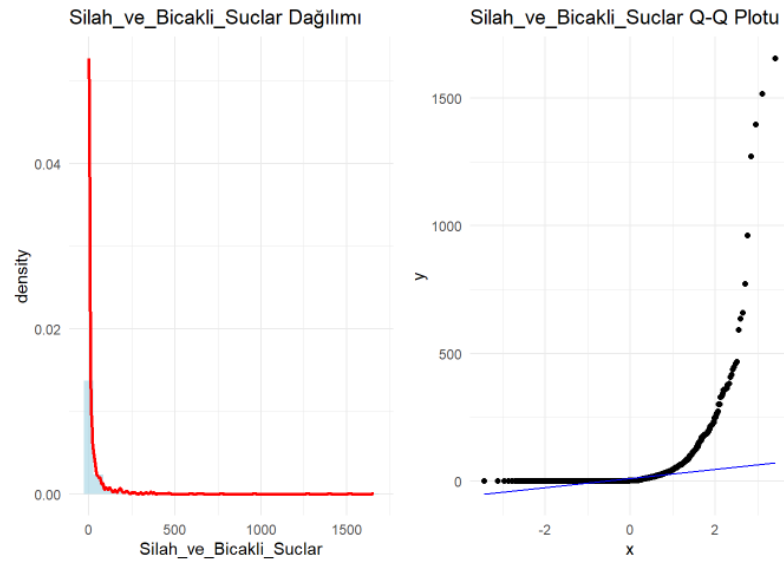 Silah_ve_Bicakli_Suclar Dağılımı
0.04
0.02
0.00
density
0
500
1000
1500
Silah_ve_Bicakli_Suclar
Silah_ve_Bicakli_Suclar Q-Q Plotu
1500
1000
500
0
y
-2
0
2
x